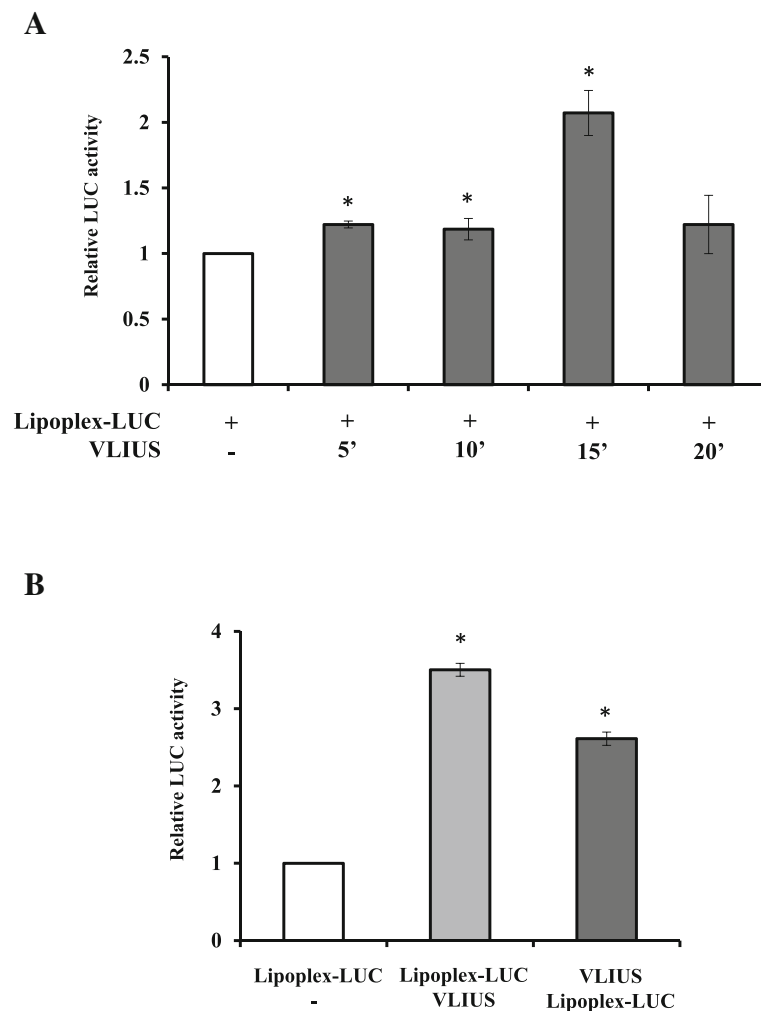 A
2.5
2
1.5
1
0.5
0
Relative LUC activity
* * *
Lipoplex-LUC + + + + +
VLIUS - 5’ 10’ 15’ 20’
B
4
3
2
1
0
Relative LUC activity
* *
Lipoplex-LUC Lipoplex-LUC VLIUS
- VLIUS Lipoplex-LUC